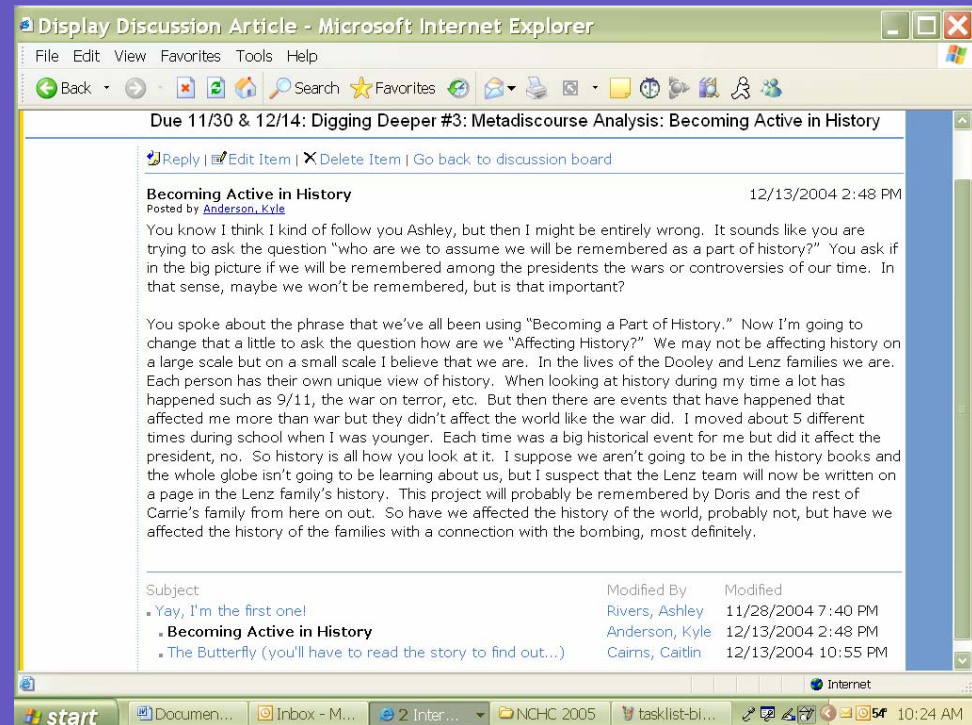 Display Discussion Article - Microsoft Internet Explorer
File Edit View Favorites Tools Help
Back Search Favorites
Due 11/30 & 12/14: Digging Deeper #3: Metadiscourse Analysis: Becoming Active in History
Reply | Edit Item | Delete Item | Go back to discussion board
Becoming Active in History 12/13/2004 2:48 PM
Posted by Anderson, Kyle
You know I think I kind of follow you Ashley, but then I might be entirely wrong. It sounds like you are
trying to ask the question "who are we to assume we will be remembered as a part of history?" You ask if
in the big picture if we will be remembered among the presidents the wars or controversies of our time. In
that sense, maybe we won't be remembered, but is that important?
You spoke about the phrase that we've all been using "Becoming a Part of History." Now I'm going to
change that a little to ask the question how are we "Affecting History?" We may not be affecting history on
a large scale but on a small scale I believe that we are. In the lives of the Dooley and Lenz families we are.
Each person has their own unique view of history. When looking at history during my time a lot has
happened such as 9/11, the war on terror, etc. But then there are events that have happened that
affected me more than war but they didn't affect the world like the war did. I moved about 5 different
times during school when I was younger. Each time was a big historical event for me but did it affect the
president, no. So history is all how you look at it. I suppose we aren't going to be in the history books and
the whole globe isn't going to be learning about us, but I suspect that the Lenz team will now be written on
a page in the Lenz family's history. This project will probably be remembered by Doris and the rest of
Carrie's family from here on out. So have we affected the history of the world, probably not, but have we
affected the history of the families with a connection with the bombing, most definitely.
Subject Modified By Modified
Yay, I'm the first one! Rivers, Ashley 11/28/2004 7:40 PM
Becoming Active in History Anderson, Kyle 12/13/2004 2:48 PM
The Butterfly (you'll have to read the story to find out...) Cairns, Caitlin 12/13/2004 10:55 PM
Internet
start Documen... Inbox - M... 2 Inter... NCHC 2005 tasklist-bi... 54° 10:24 AM